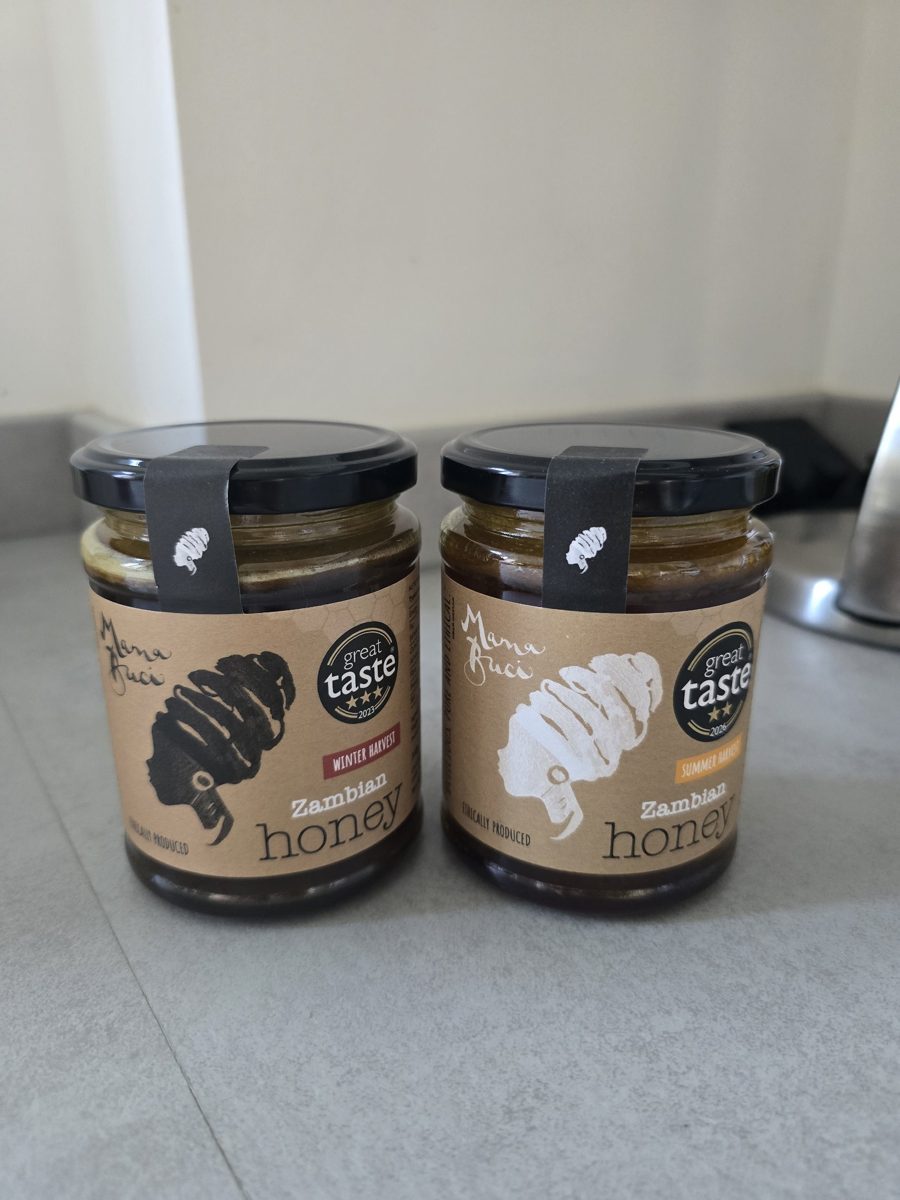 Mama
Buci
great
taste
2023
WINTER HARVEST
Zambian
honey
ETHICALLY PRODUCED
Mama
Buci
great
taste
2026
SUMMER HARVEST
Zambian
honey
ETHICALLY PRODUCED